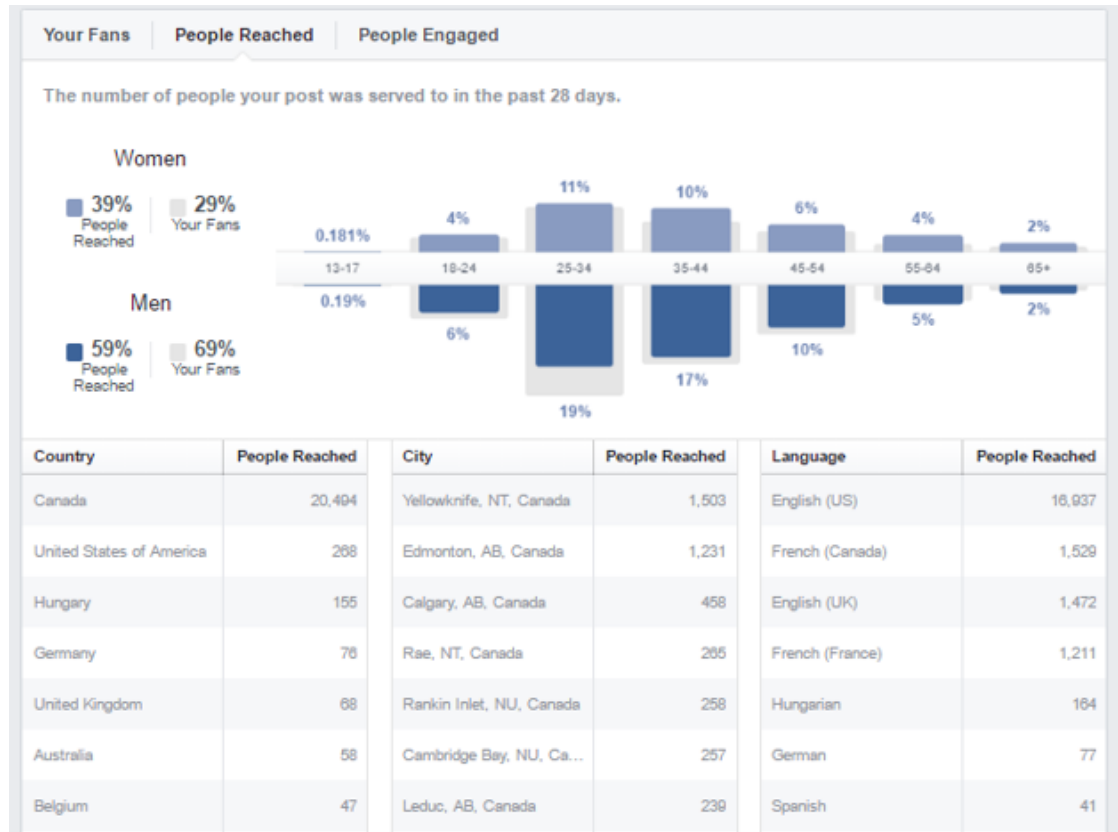 Your Fans People Reached People Engaged
The number of people your post was served to in the past 28 days.
Women
39% 29%
People Reached Your Fans
0.181% 4% 11% 10% 6% 4% 2%
13-17 18-24 25-34 35-44 45-54 55-64 65+
0.19% 6% 19% 17% 10% 5% 2%
Men
59% 69%
People Reached Your Fans
Country People Reached City People Reached Language People Reached
Canada 20,494 Yellowknife, NT, Canada 1,503 English (US) 16,937
United States of America 268 Edmonton, AB, Canada 1,231 French (Canada) 1,529
Hungary 155 Calgary, AB, Canada 458 English (UK) 1,472
Germany 76 Rae, NT, Canada 265 French (France) 1,211
United Kingdom 68 Rankin Inlet, NU, Canada 258 Hungarian 164
Australia 58 Cambridge Bay, NU, Ca... 257 German 77
Belgium 47 Leduc, AB, Canada 239 Spanish 41